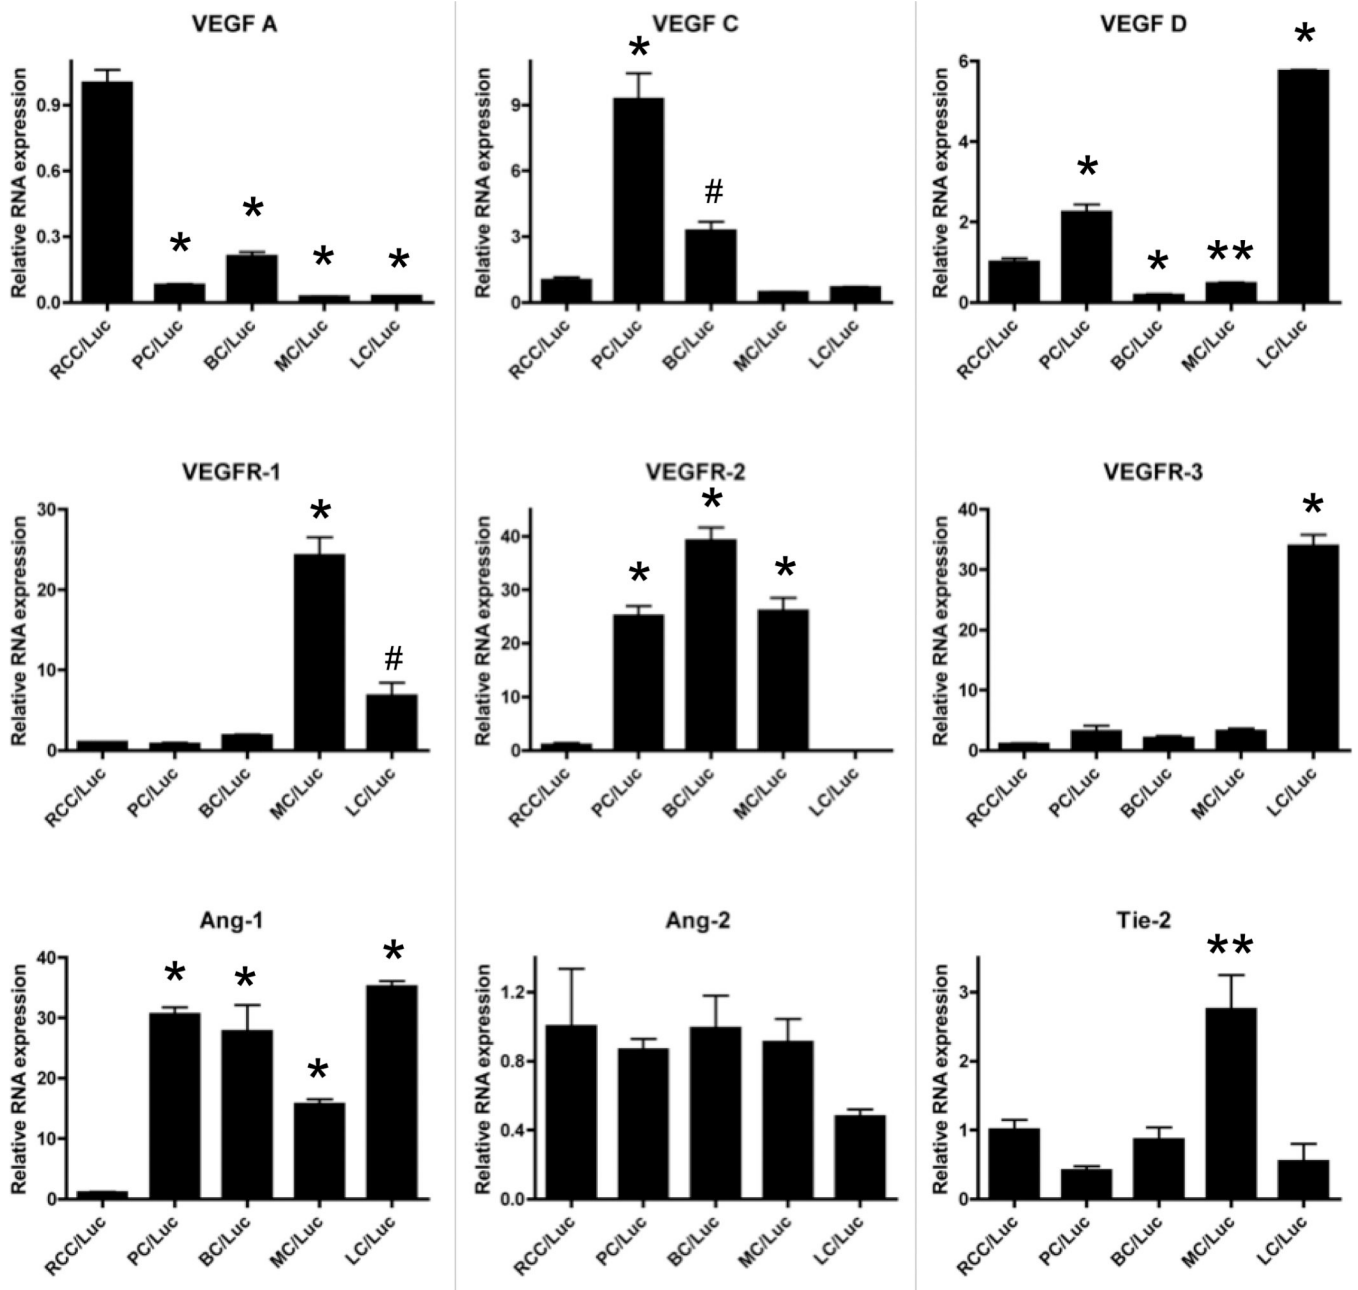 VEGF A
Relative RNA expression
0.9
0.6
0.3
0.0
*
*
*
*
RCC/Luc
PC/Luc
BC/Luc
MC/Luc
LC/Luc
VEGF C
Relative RNA expression
9
6
3
0
*
#
RCC/Luc
PC/Luc
BC/Luc
MC/Luc
LC/Luc
VEGF D
Relative RNA expression
6
4
2
0
*
*
**
*
RCC/Luc
PC/Luc
BC/Luc
MC/Luc
LC/Luc
VEGFR-1
Relative RNA expression
30
20
10
0
*
#
RCC/Luc
PC/Luc
BC/Luc
MC/Luc
LC/Luc
VEGFR-2
Relative RNA expression
40
30
20
10
0
*
*
*
RCC/Luc
PC/Luc
BC/Luc
MC/Luc
LC/Luc
VEGFR-3
Relative RNA expression
40
30
20
10
0
*
RCC/Luc
PC/Luc
BC/Luc
MC/Luc
LC/Luc
Ang-1
Relative RNA expression
40
30
20
10
0
*
*
*
*
RCC/Luc
PC/Luc
BC/Luc
MC/Luc
LC/Luc
Ang-2
Relative RNA expression
1.2
0.8
0.4
0.0
RCC/Luc
PC/Luc
BC/Luc
MC/Luc
LC/Luc
Tie-2
Relative RNA expression
3
2
1
0
**
RCC/Luc
PC/Luc
BC/Luc
MC/Luc
LC/Luc